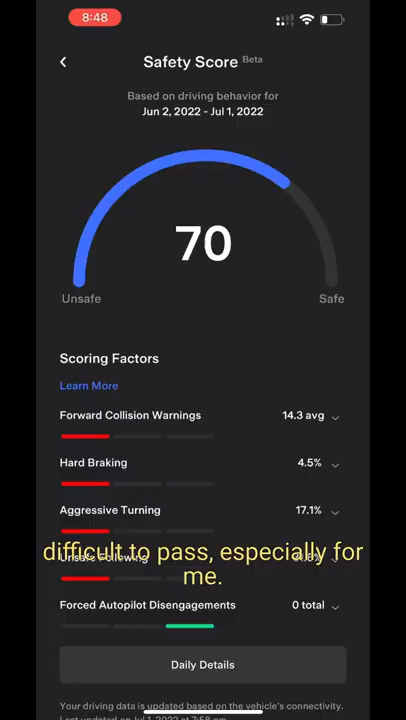 8:48
Safety Score Beta
Based on driving behavior for
Jun 2, 2022 - Jul 1, 2022
70
Unsafe
Safe
Scoring Factors
Learn More
Forward Collision Warnings 14.3 avg
Hard Braking 4.5%
Aggressive Turning 17.1%
difficult to pass, especially for
me.
Unsafe Following
Forced Autopilot Disengagements 0 total
Daily Details
Your driving data is updated based on the vehicle's connectivity.